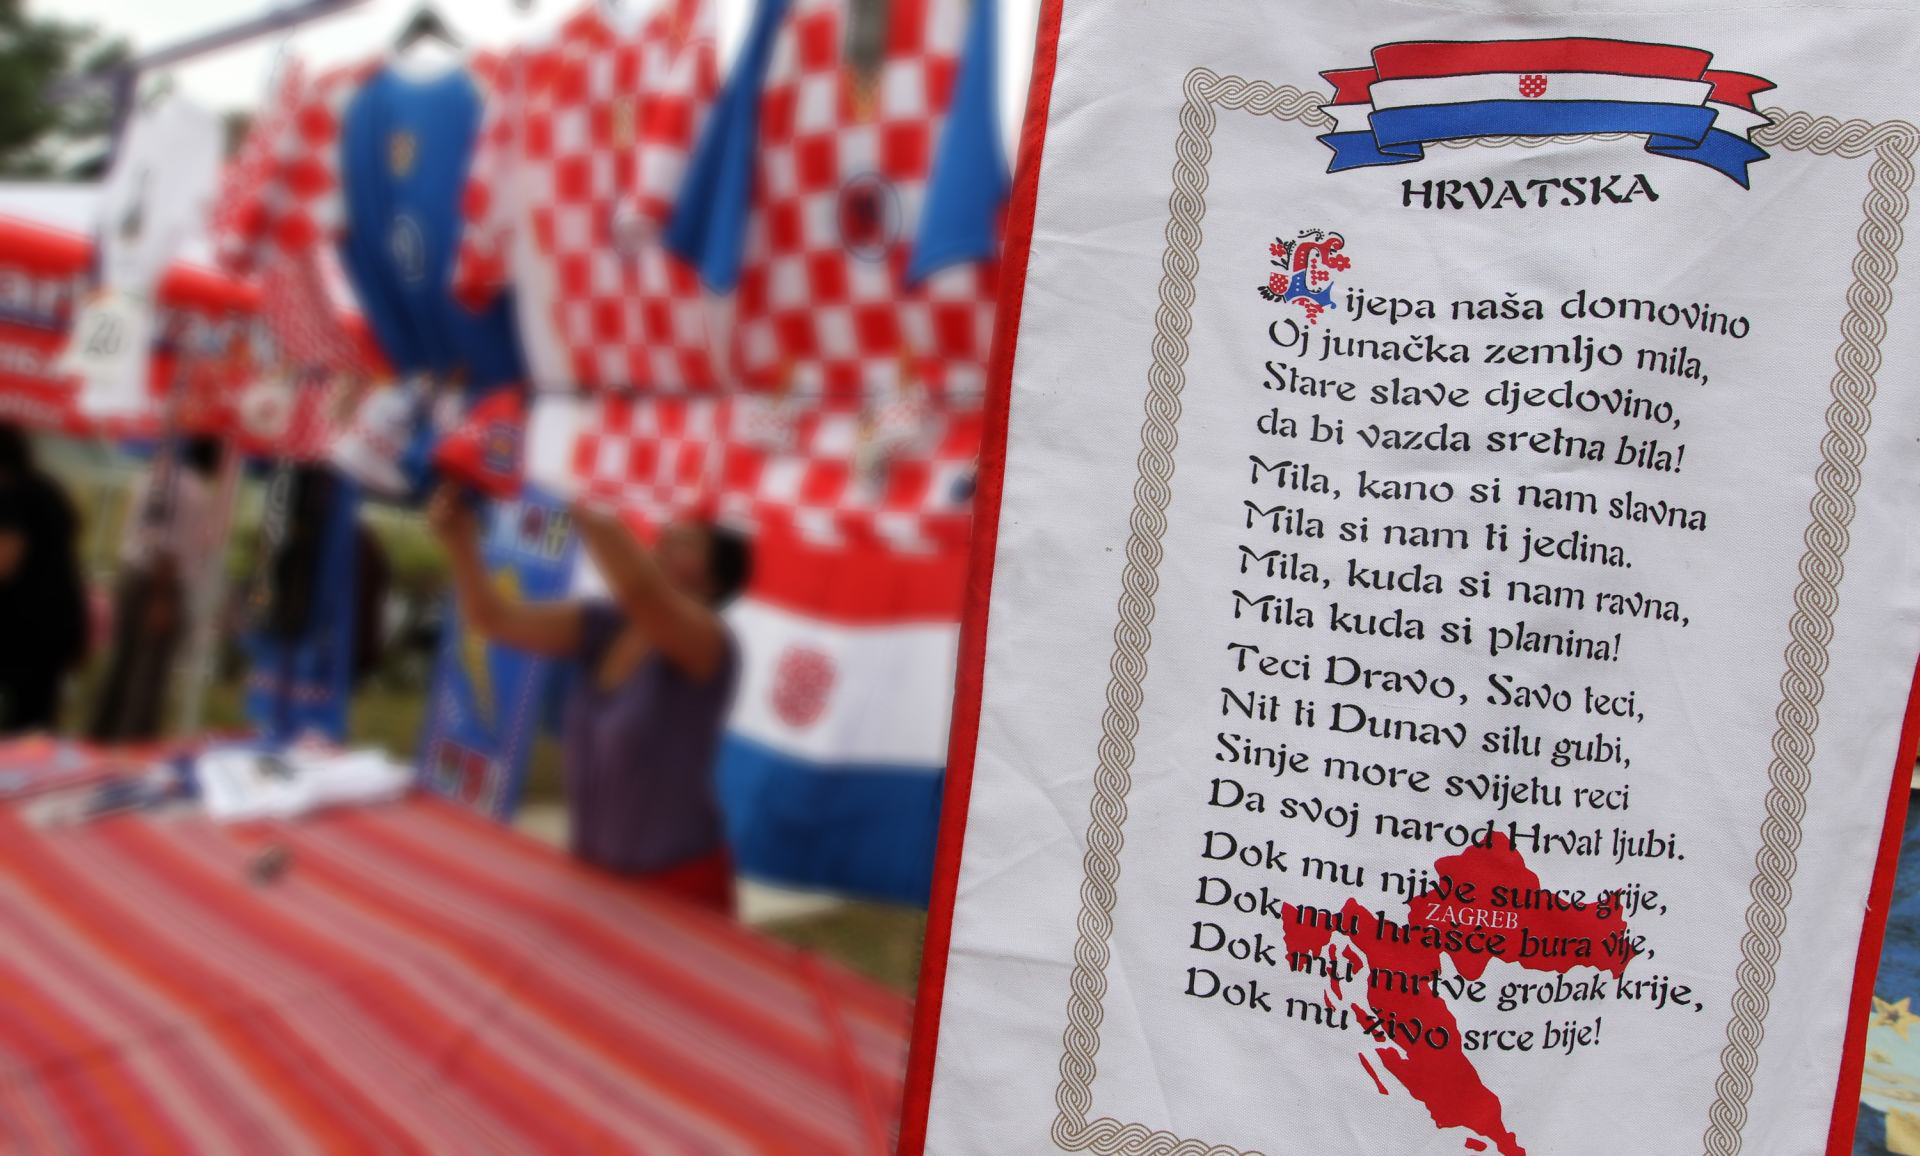 HRVATSKA
Lijepa naša domovino
Oj junačka zemljo mila,
Stare slave djedovino,
da bi vazda sretna bila!
Mila, kano si nam slavna
Mila si nam ti jedina.
Mila, kuda si nam ravna,
Mila kuda si planina!
Teci Dravo, Savo teci,
Nit ti Dunav silu gubi,
Sinje more svijetu reci
Da svoj narod Hrvat ljubi.
Dok mu njive sunce grije,
ZAGREB
Dok mu hrašće bura vije,
Dok mu mrtve grobak krije,
Dok mu živo srce bije!